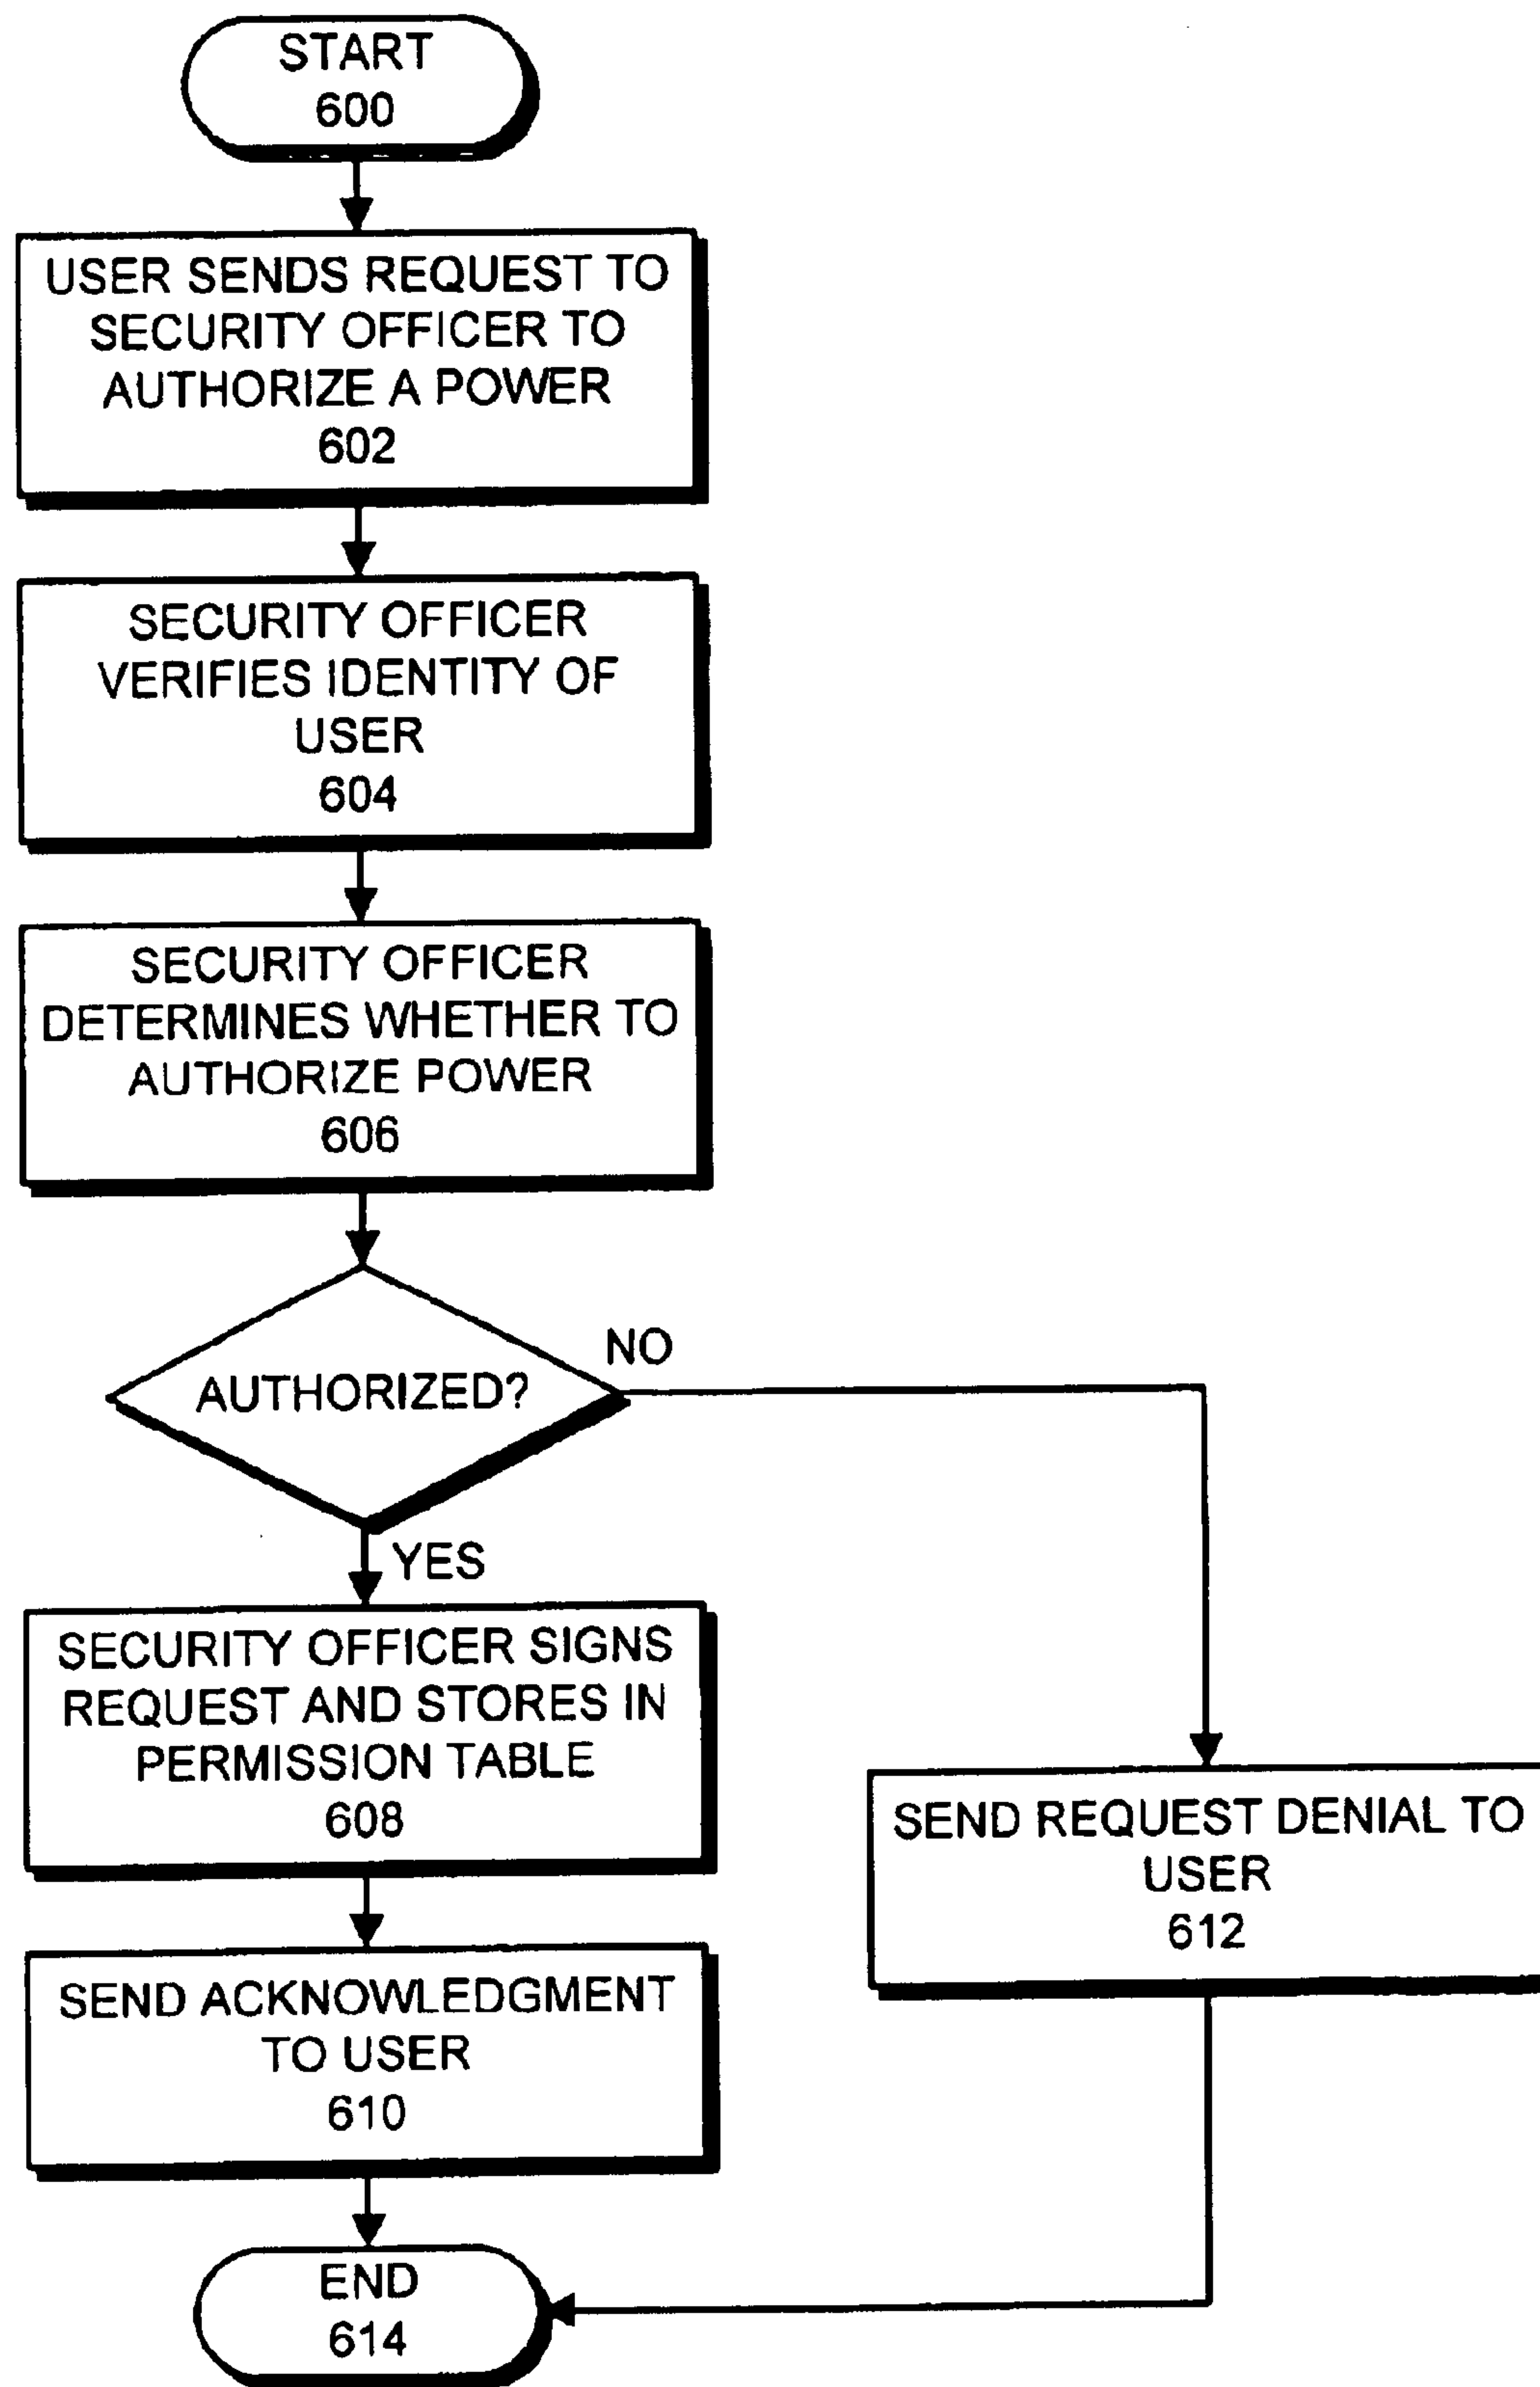 START
600
USER SENDS REQUEST TO
SECURITY OFFICER TO
AUTHORIZE A POWER
602
SECURITY OFFICER
VERIFIES IDENTITY OF
USER
604
SECURITY OFFICER
DETERMINES WHETHER TO
AUTHORIZE POWER
606
AUTHORIZED?
NO
YES
SECURITY OFFICER SIGNS
REQUEST AND STORES IN
PERMISSION TABLE
608
SEND ACKNOWLEDGMENT
TO USER
610
SEND REQUEST DENIAL TO
USER
612
END
614